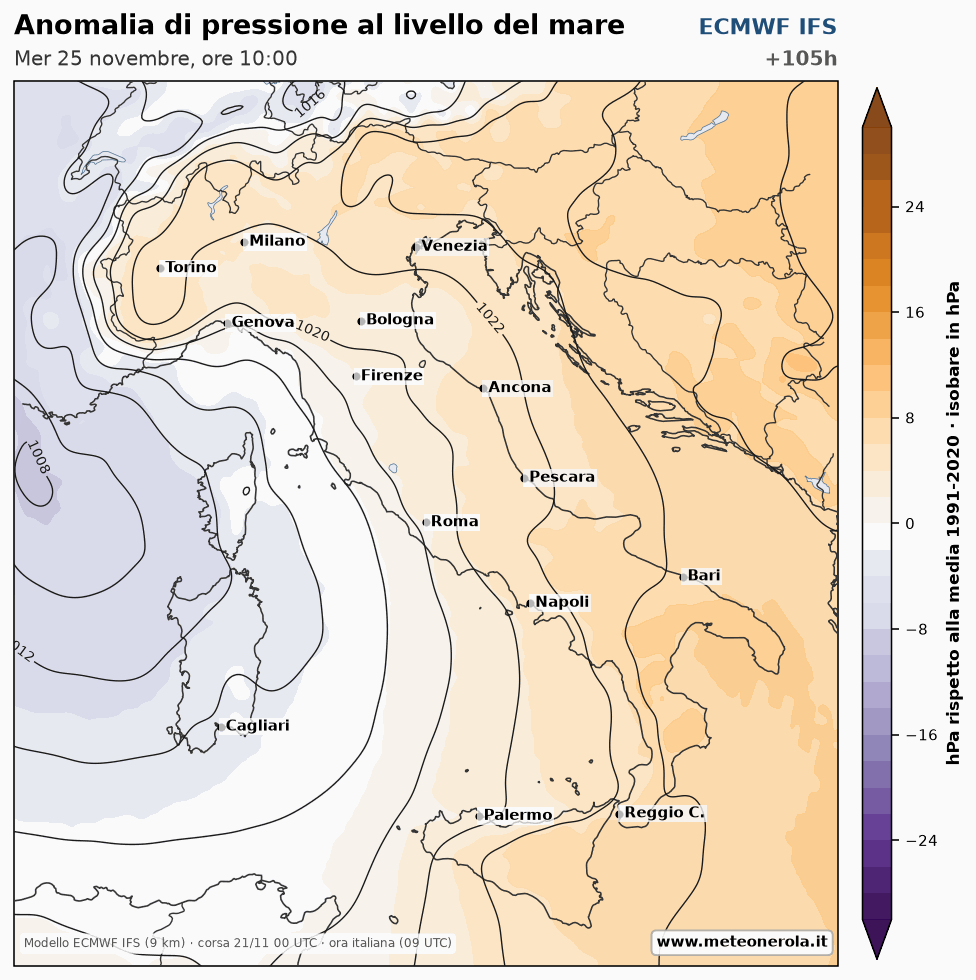 Anomalia di pressione al livello del mare
ECMWF IFS
Mer 25 novembre, ore 10:00
+105h
1016
Milano
Venezia
Torino
1022
Genova
1020
Bologna
Firenze
Ancona
1008
Pescara
Roma
Bari
Napoli
012
Cagliari
Palermo
Reggio C.
Modello ECMWF IFS (9 km) · corsa 21/11 00 UTC · ora italiana (09 UTC)
www.meteonerola.it
24
16
8
0
−8
−16
−24
hPa rispetto alla media 1991-2020 · isobare in hPa